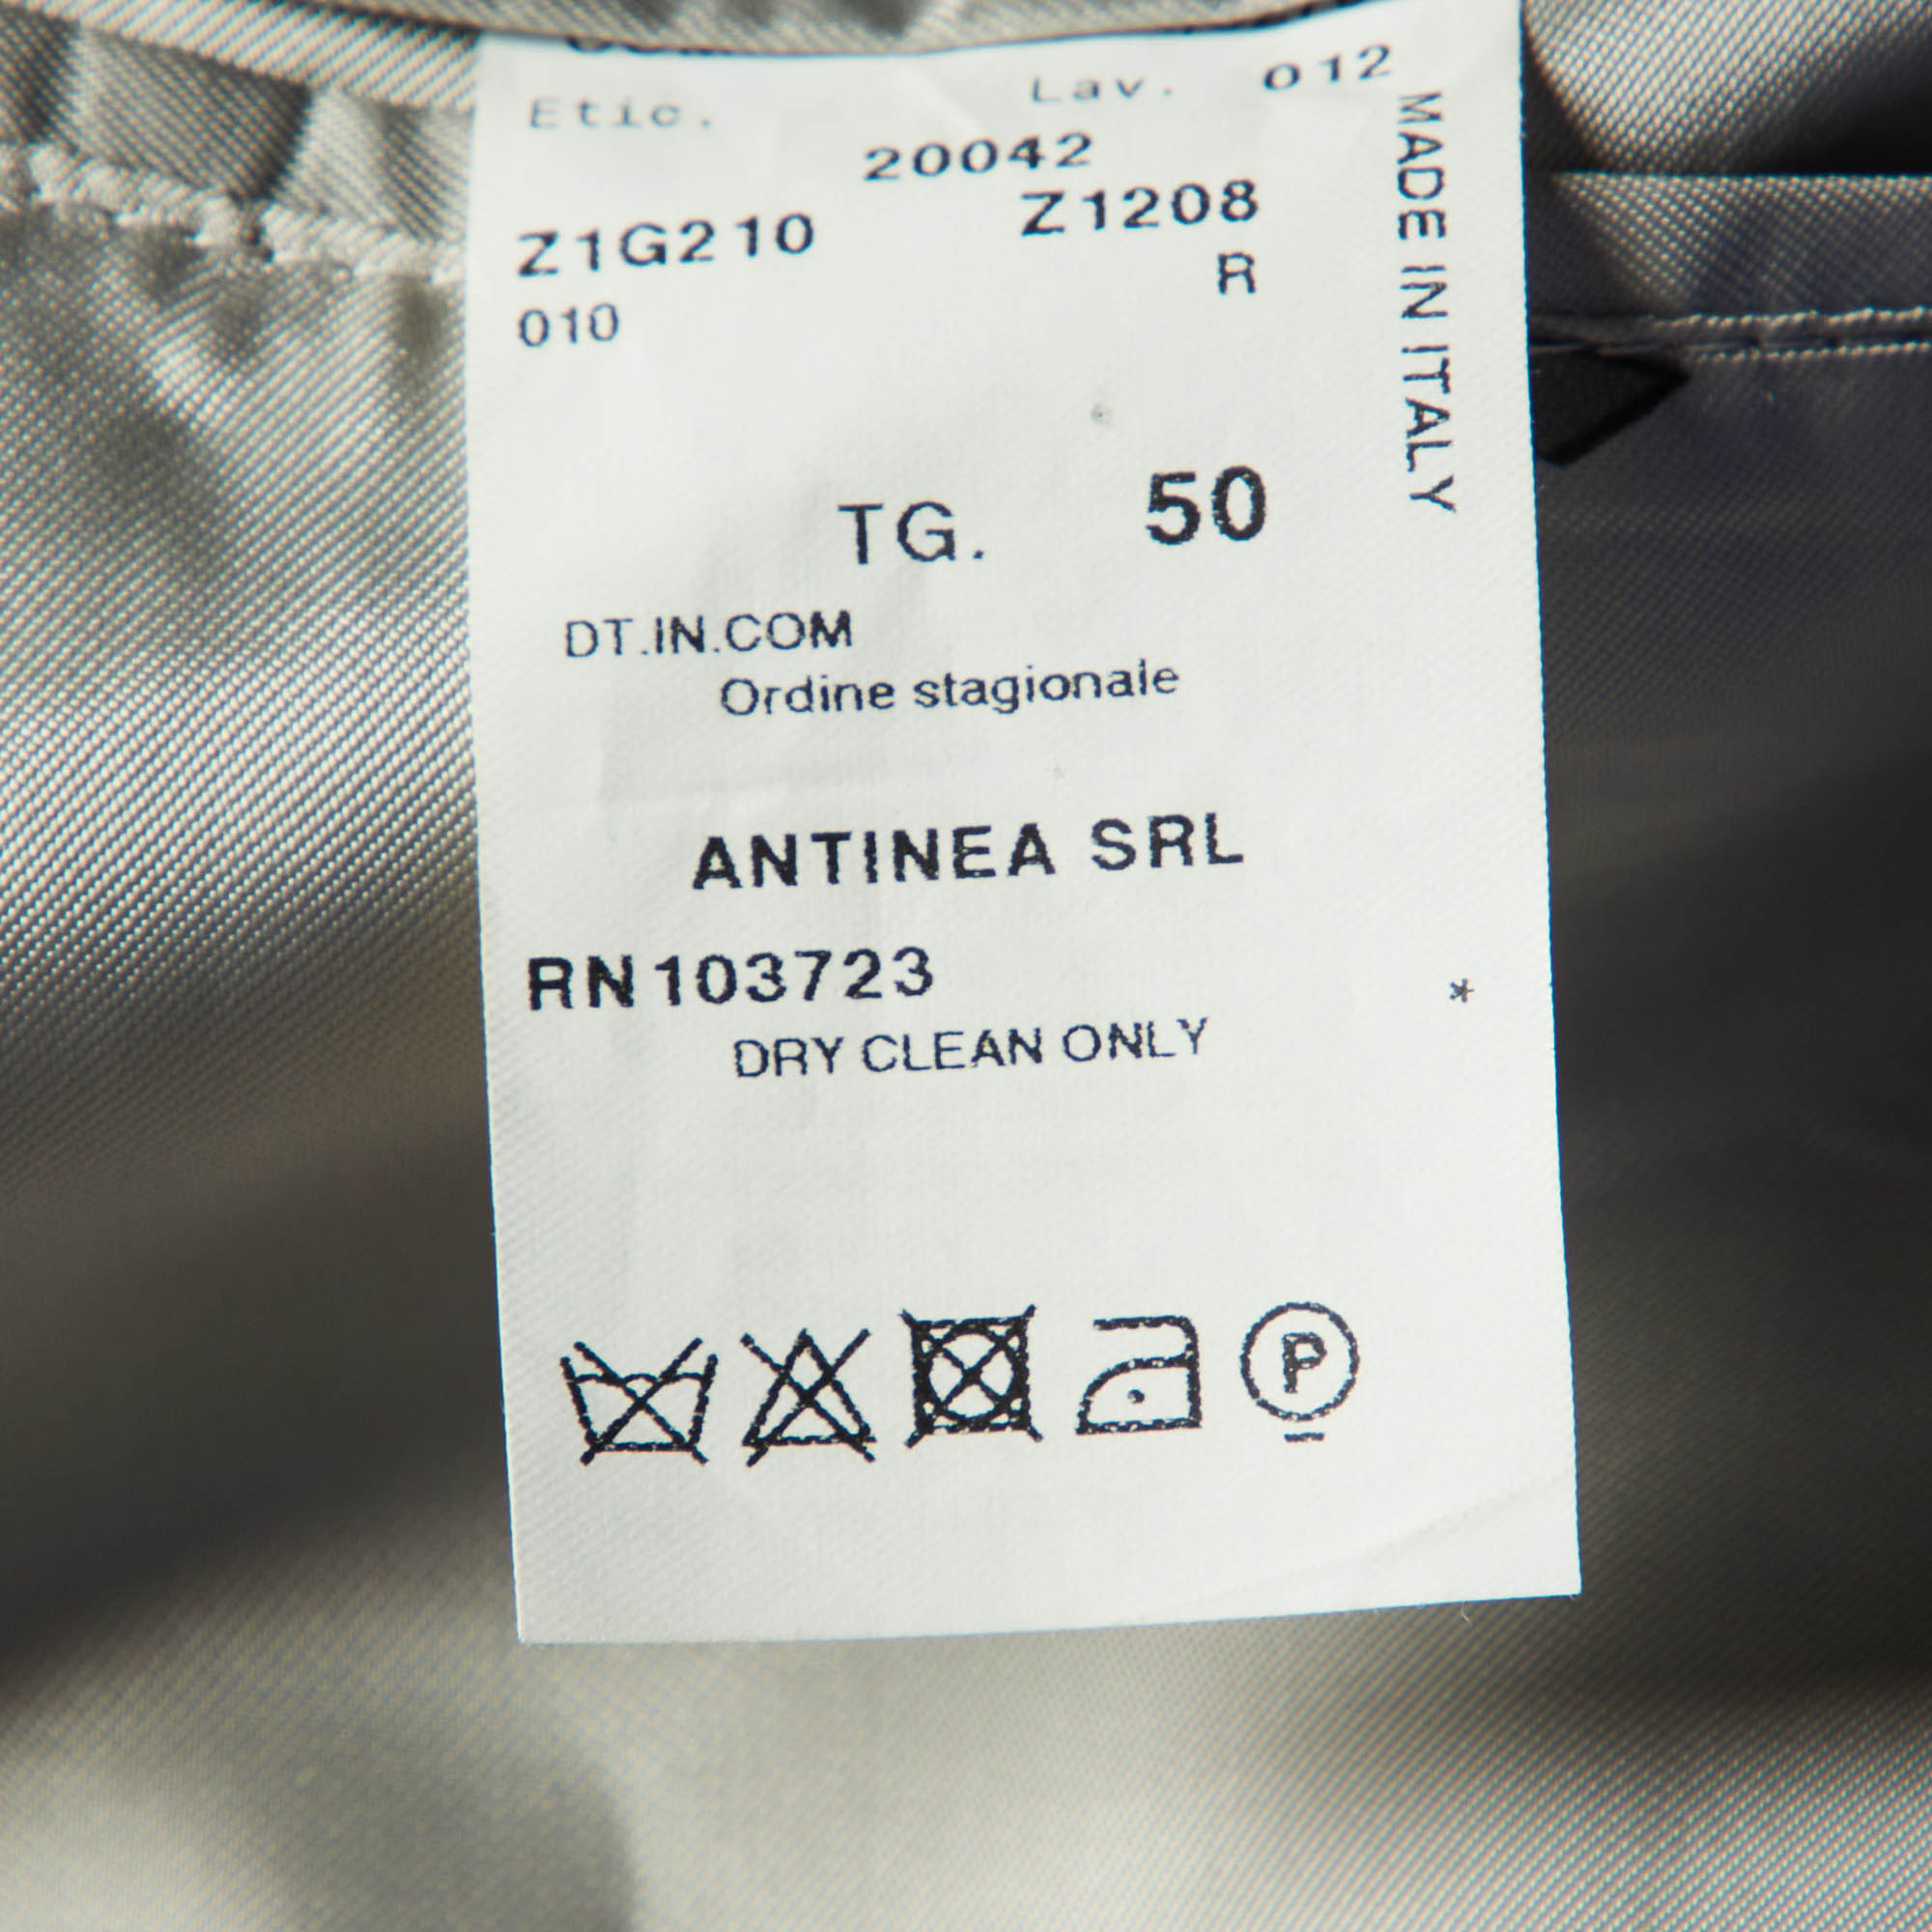 Etic. Lav. 012
20042
Z1G210 Z1208
010 R
MADE IN ITALY
TG. 50
DT.IN.COM
Ordine stagionale
ANTINEA SRL
RN103723
*
DRY CLEAN ONLY
P